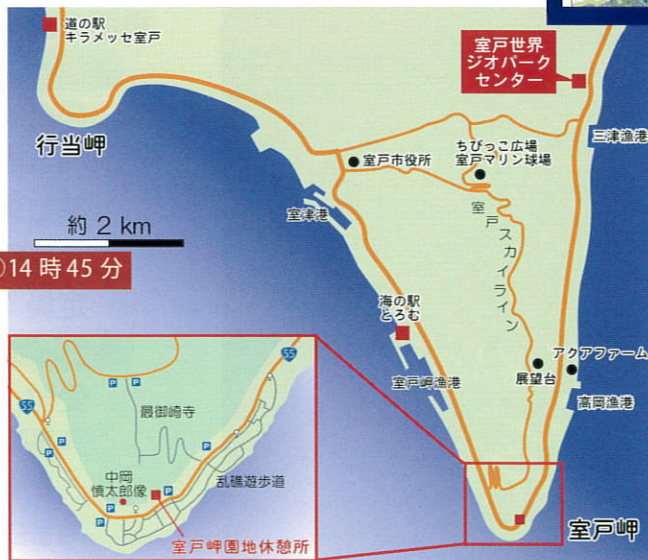 道の駅
キラメッセ室戸
室戸世界
ジオパーク
センター
行当岬
三津漁港
ちびっこ広場
室戸マリン球場
室戸市役所
室津港
室戸スカイライン
約 2 km
14 時 45 分
海の駅
とろむ
室戸岬漁港
アクアファーム
展望台
高岡漁港
55
55
P
P
P
P
P
P
P
P
最御崎寺
中岡
慎太郎像
乱礁遊歩道
室戸岬園地休憩所
室戸岬